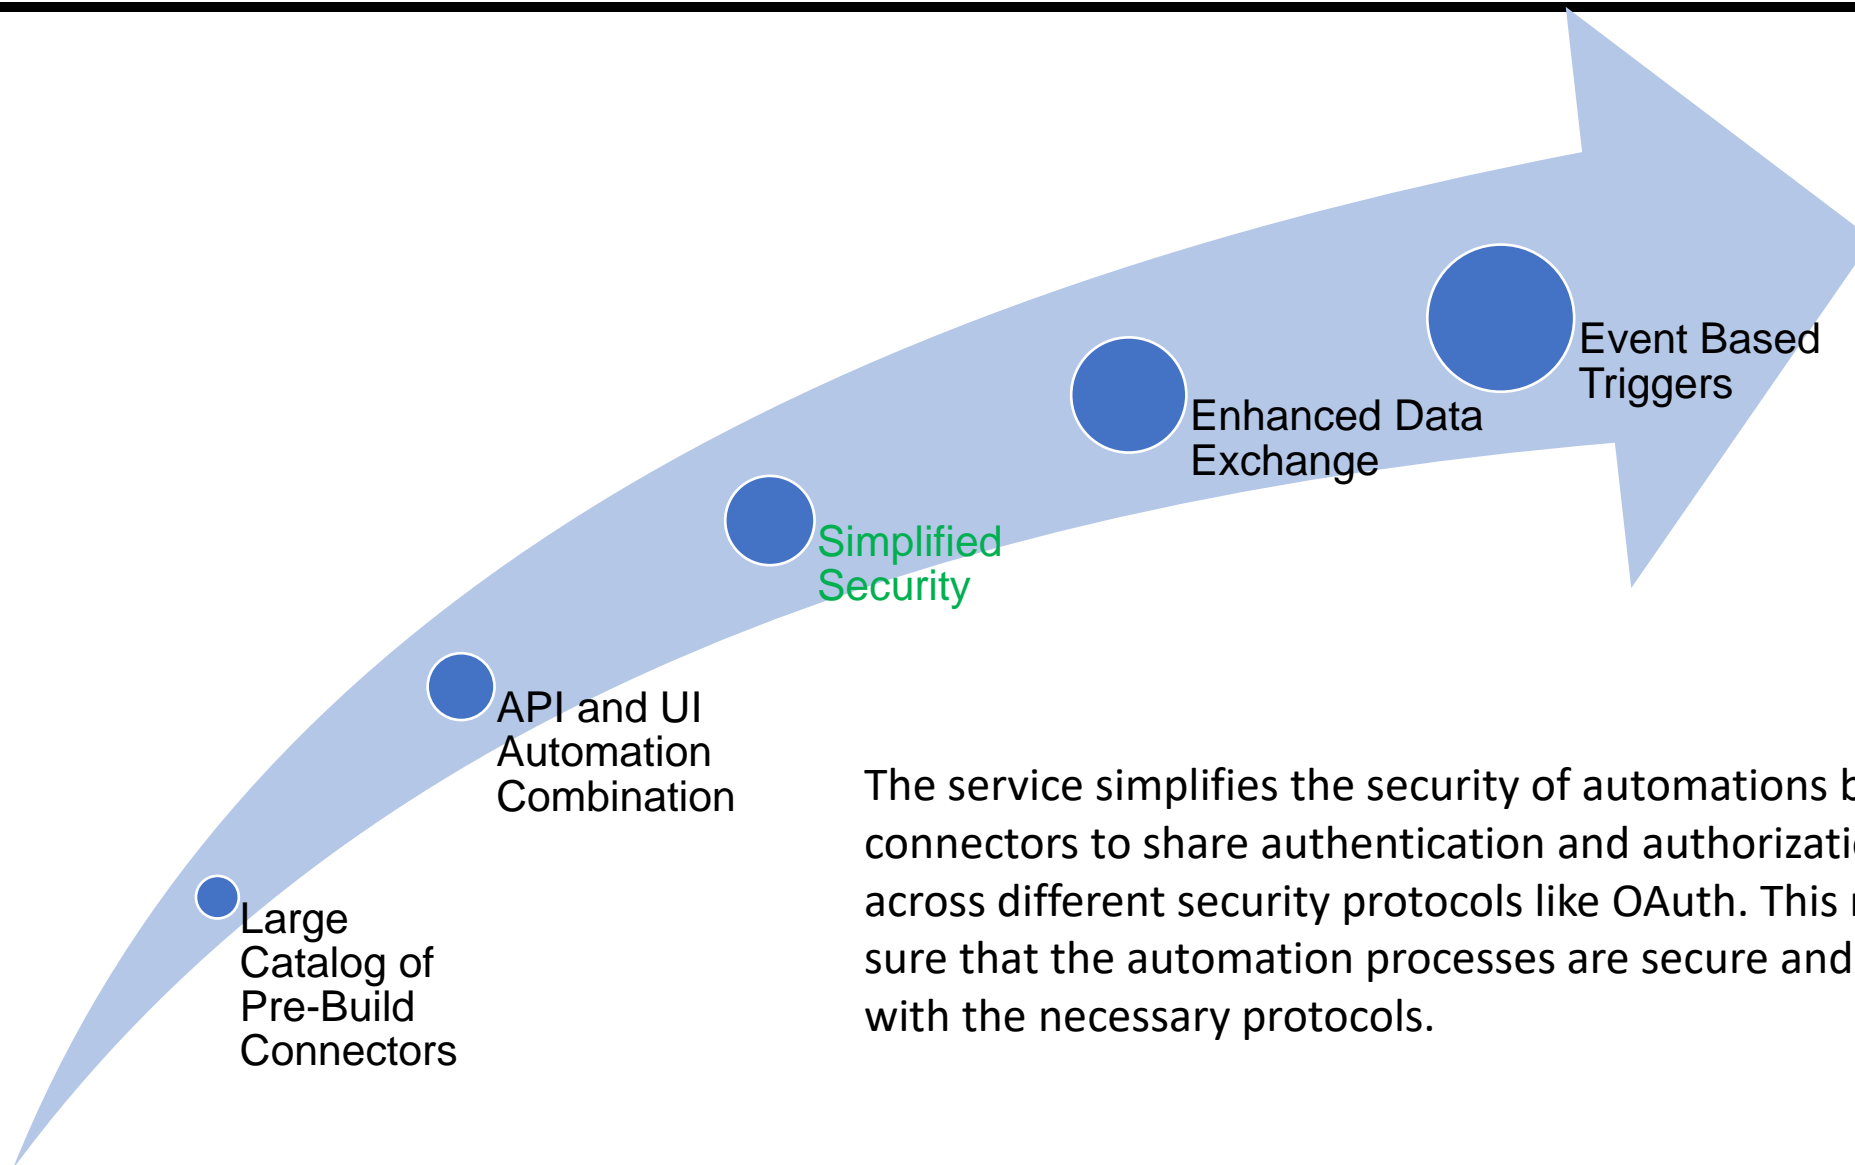 Event Based
Triggers
Enhanced Data
Exchange
Simplified
Security
API and UI
Automation
Combination
Large
Catalog of
Pre-Build
Connectors
The service simplifies the security of automations
connectors to share authentication and
across different security protocols like OAuth. This
sure that the automation processes are secure and
with the necessary protocols.